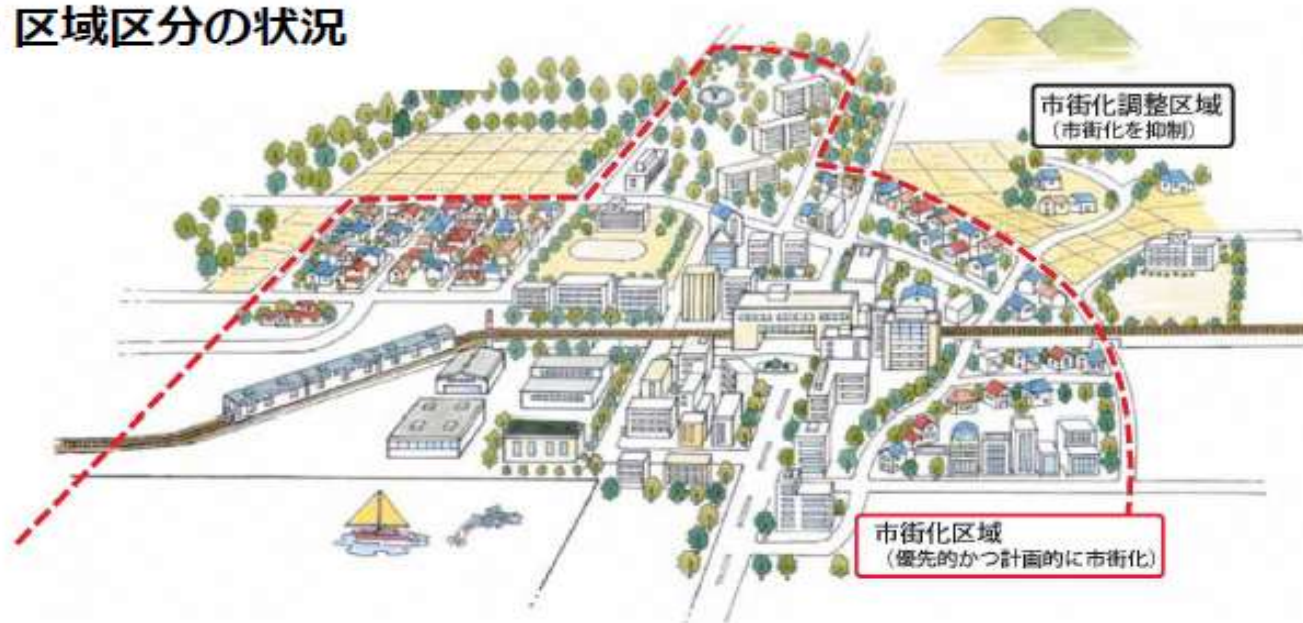 区域区分の状況
市街化調整区域
（市街化を抑制）
市街化区域
（優先的かつ計画的に市街化）